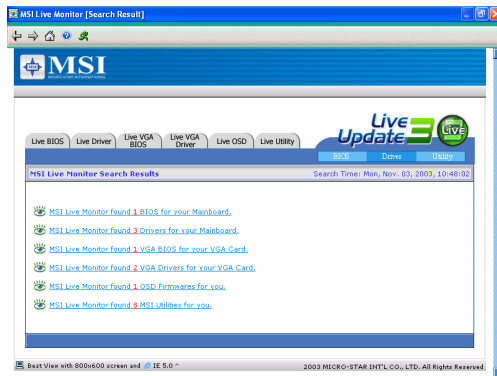 MSI Live Monitor [Search Result]
MSI
MICRO-STAR INTERNATIONAL
Live Update 3
Live
Live BIOS
Live Driver
Live VGA BIOS
Live VGA Driver
Live OSD
Live Utility
BIOS
Driver
Utility
MSI Live Monitor Search Results
Search Time: Mon, Nov. 03, 2003, 10:48:02
MSI Live Monitor found 1 BIOS for your Mainboard.
MSI Live Monitor found 3 Drivers for your Mainboard.
MSI Live Monitor found 1 VGA BIOS for your VGA Card.
MSI Live Monitor found 2 VGA Drivers for your VGA Card.
MSI Live Monitor found 1 OSD Firmwares for you.
MSI Live Monitor found 8 MSI Utilities for you.
Best View with 800x600 screen and IE 5.0 ^
2003 MICRO-STAR INT'L CO., LTD. All Rights Reserved